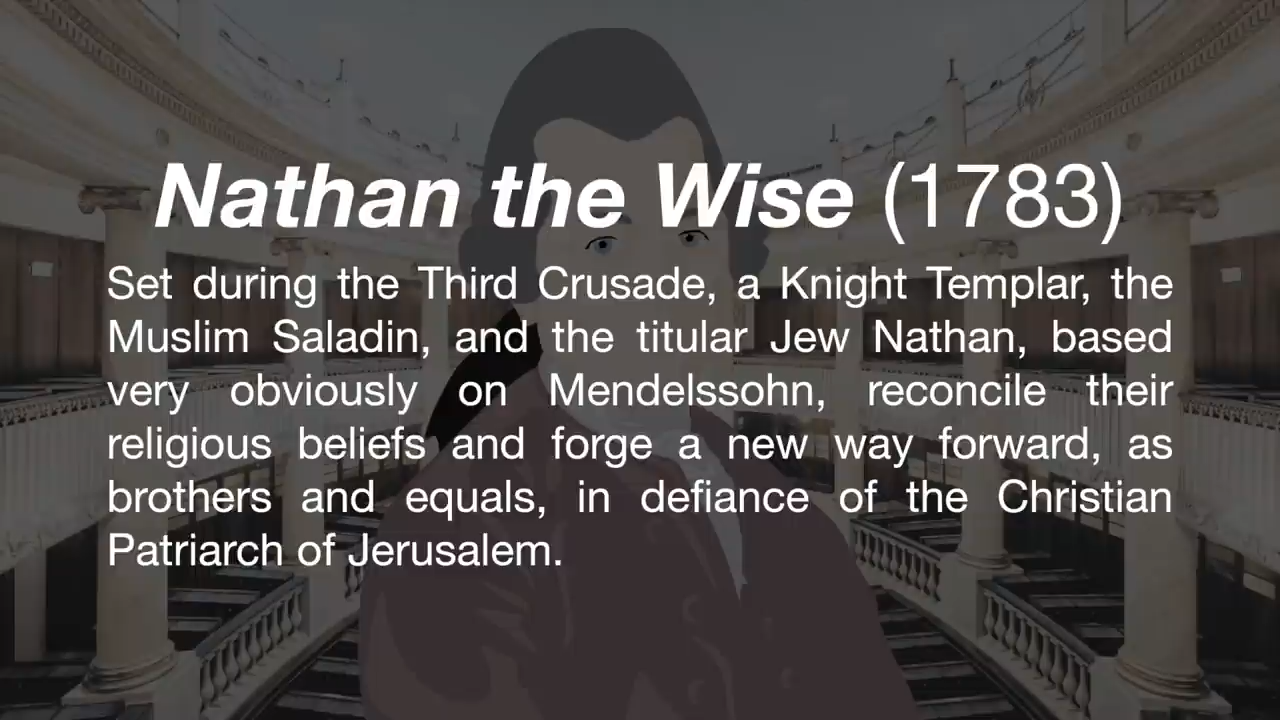 Nathan the Wise (1783)
Set during the Third Crusade, a Knight Templar, the
Muslim Saladin, and the titular Jew Nathan, based
very obviously on Mendelssohn, reconcile their
religious beliefs and forge a new way forward, as
brothers and equals, in defiance of the Christian
Patriarch of Jerusalem.